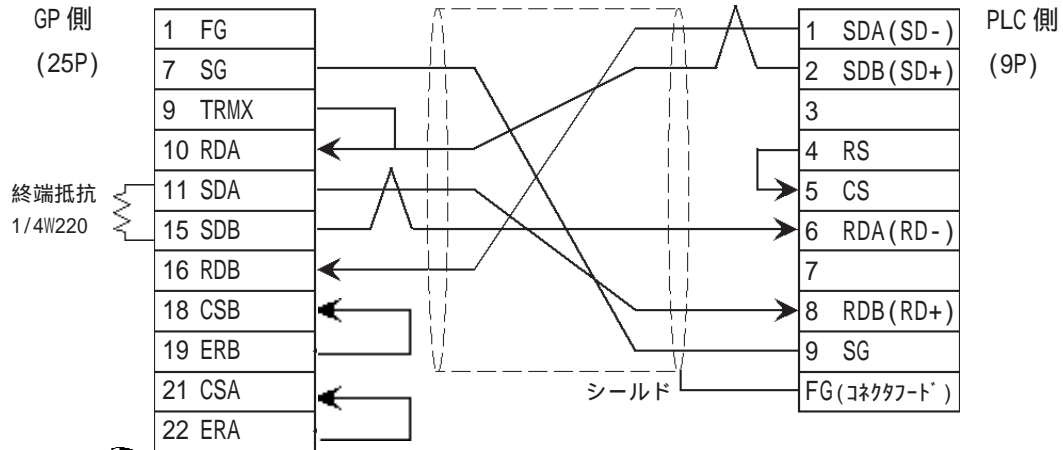 GP 側
(25P)
1 FG
7 SG
9 TRMX
10 RDA
11 SDA
15 SDB
16 RDB
18 CSB
19 ERB
21 CSA
22 ERA
終端抵抗
1/4W220
シールド
1 SDA(SD-)
2 SDB(SD+)
3
4 RS
5 CS
6 RDA(RD-)
7
8 RDB(RD+)
9 SG
FG(コネクタフード)
PLC 側
(9P)